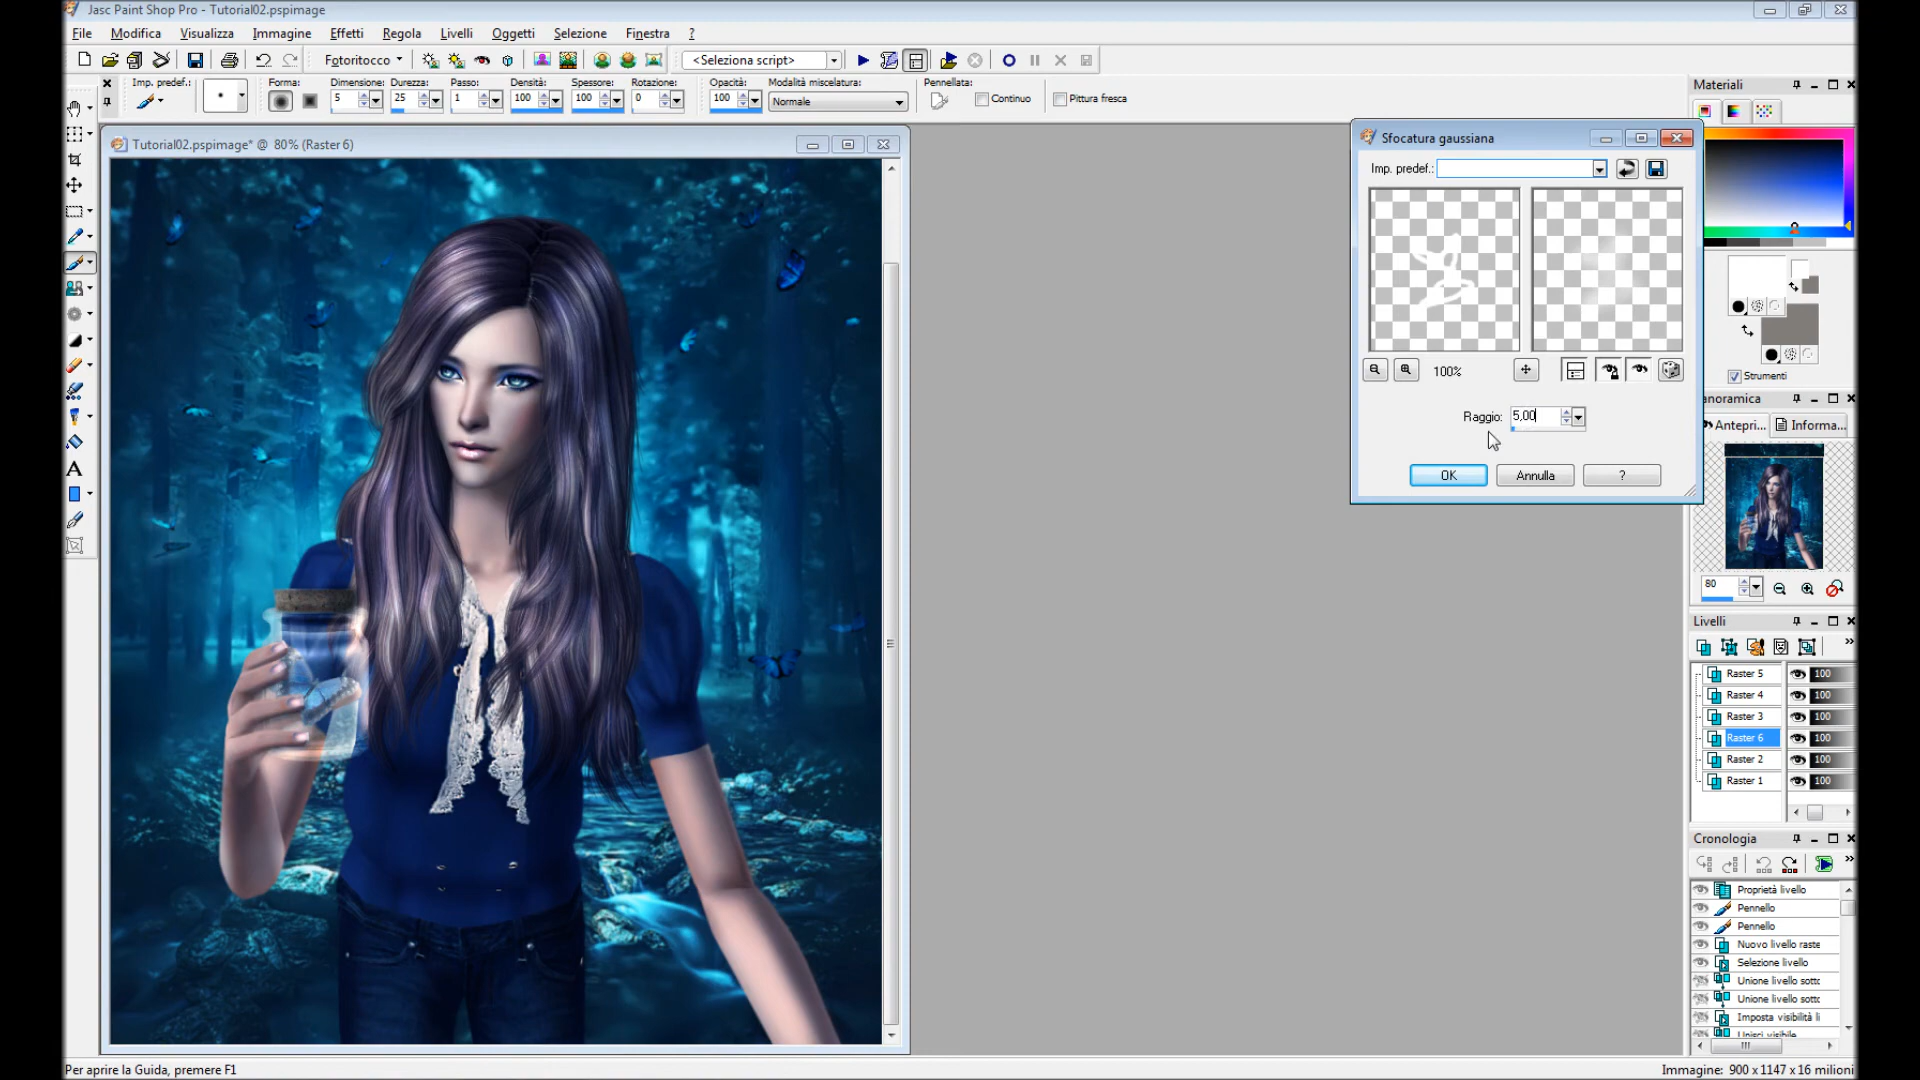 Jasc Paint Shop Pro - Tutorial02.pspimage
File Modifica Visualizza Immagine Effetti Regola Livelli Oggetti Selezione Finestra ?
Fotoritocco <Seleziona script>
Imp. predef.: Forma: Dimensione: Durezza: Passo: Densità: Spessore: Rotazione: Opacità: Modalità miscelatura: Pennellata:
5 25 1 100 100 0 100 Normale Continuo Pittura fresca
Materiali
Tutorial02.pspimage* @ 80% (Raster 6)
Sfocatura gaussiana
Imp. predef.:
100%
Raggio: 5,00
OK Annulla ?
Strumenti
anoramica
Antepri... Informa...
80
Livelli
Raster 5 100
Raster 4 100
Raster 3 100
Raster 6 100
Raster 2 100
Raster 1 100
Cronologia
Proprietà livello
Pennello
Pennello
Nuovo livello raste
Selezione livello
Unione livello sotto
Unione livello sotto
Imposta visibilità li
Unisci visibile
A
Per aprire la Guida, premere F1
Immagine: 900 x 1147 x 16 milioni